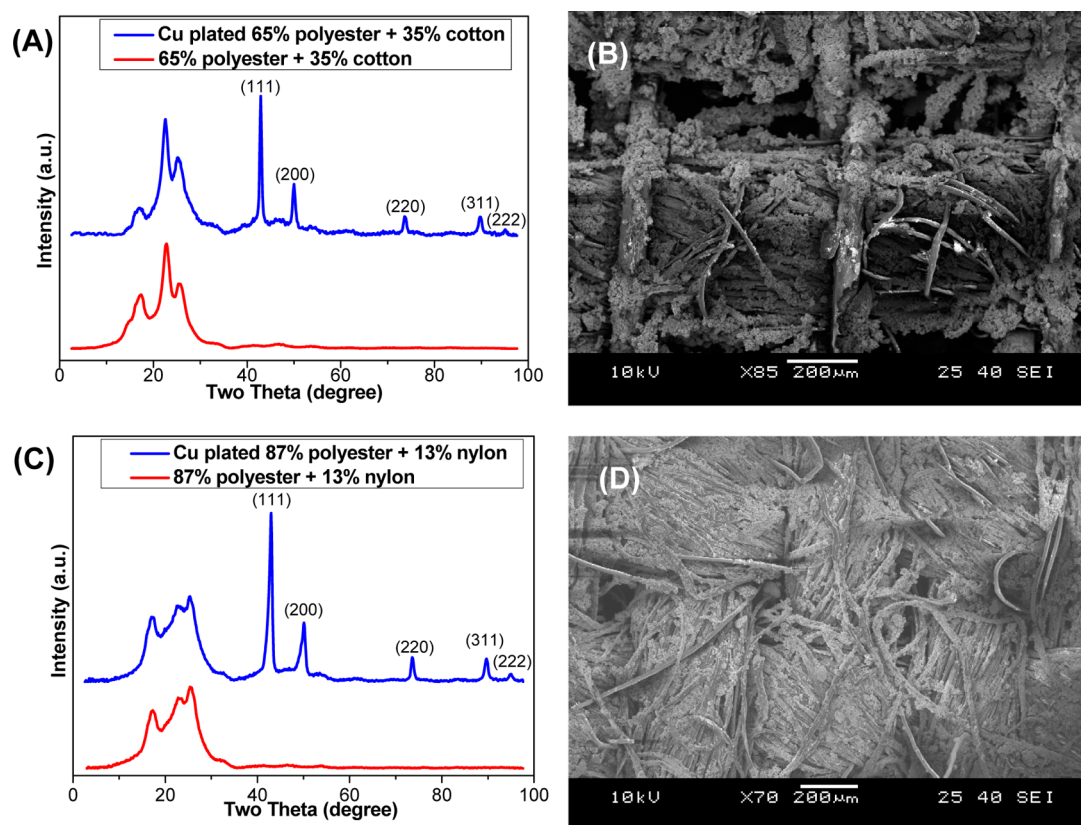 (A)
Cu plated 65% polyester + 35% cotton
65% polyester + 35% cotton
(111)
(200)
(220)
(311)
(222)
Intensity (a.u.)
0 20 40 60 80 100
Two Theta (degree)
(B)
10kV X85 200μm 25 40 SEI
(C)
Cu plated 87% polyester + 13% nylon
87% polyester + 13% nylon
(111)
(200)
(220)
(311)
(222)
Intensity (a.u.)
0 20 40 60 80 100
Two Theta (degree)
(D)
10kV X70 200μm 25 40 SEI